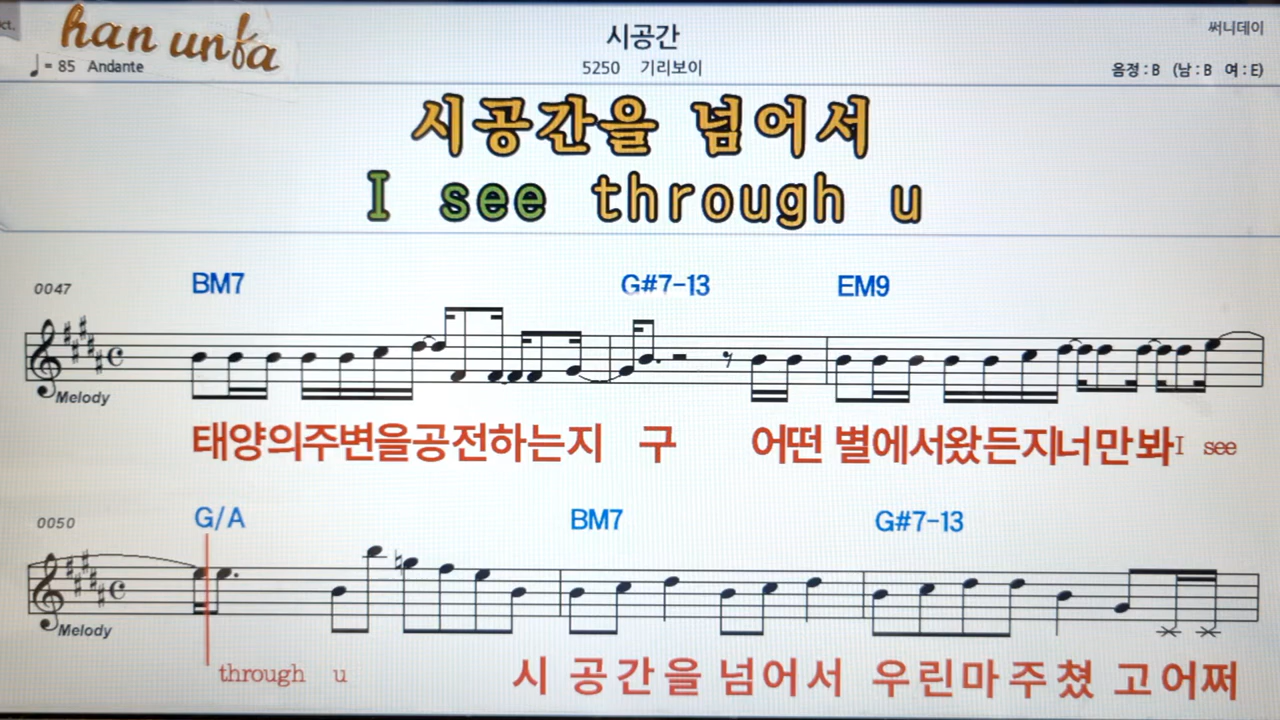 ct.
han unfa
♩= 85 Andante
시공간
5250 기리보이
써니데이
음정 : B (남 : B 여 : E)
시공간을 넘어서
I see through u
0047
BM7 G#7-13 EM9
Melody
태양의주변을공전하는지 구 어떤 별에서왔든지너만봐I see
0050
G/A BM7 G#7-13
Melody
through u 시 공간을 넘어서 우린마주쳤 고어쩌